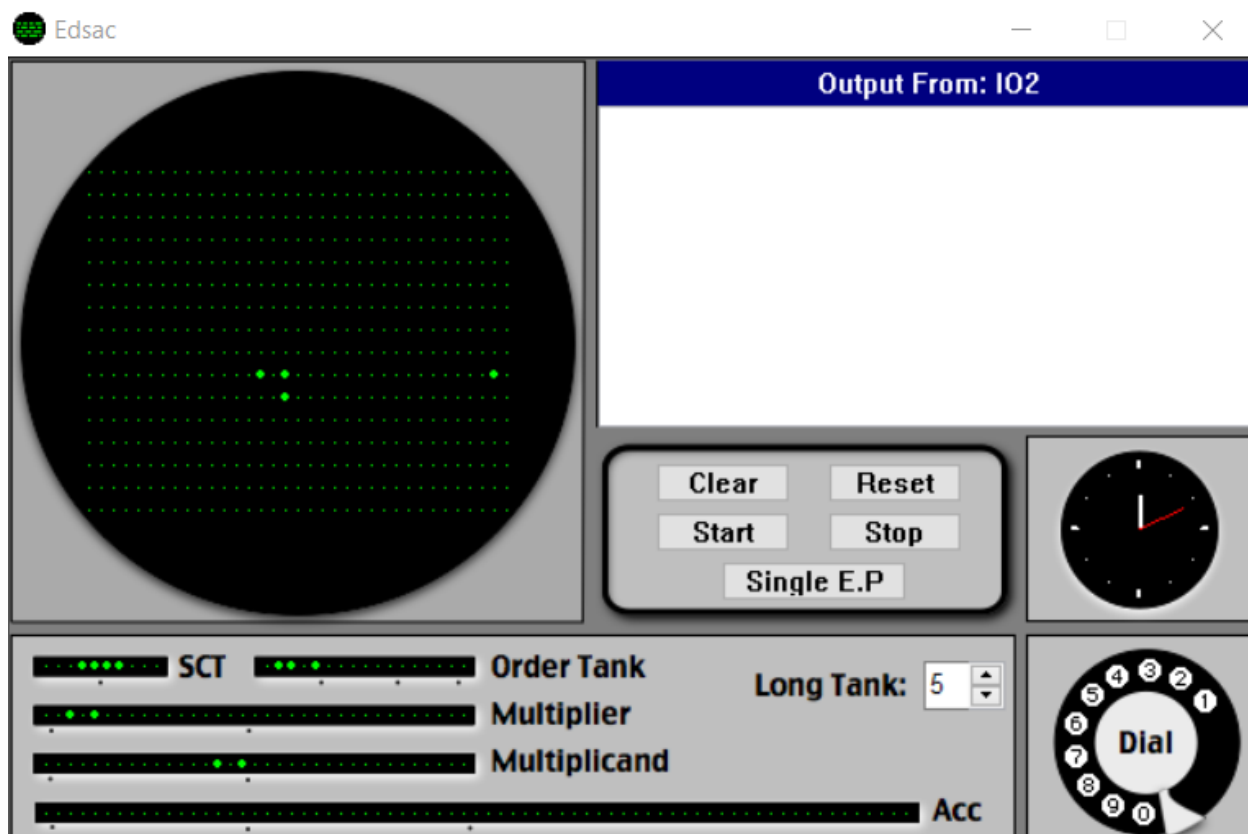 Edsac
Output From: IO2
Clear
Reset
Start
Stop
Single E.P
SCT
Order Tank
Long Tank: 5
Multiplier
Multiplicand
Acc
1
2
3
4
5
6
7
8
9
0
Dial